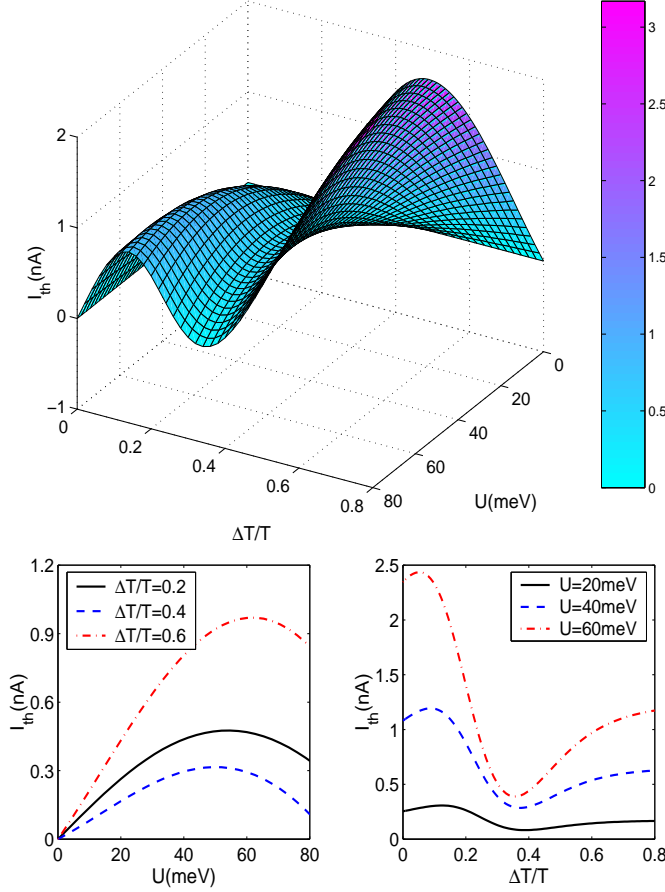 3
2.5
2
1.5
1
0.5
0
2
1
0
−1
I_th(nA)
0
0.2
0.4
0.6
0.8
ΔT/T
0
20
40
60
80
U(meV)
1.2
0.9
0.6
0.3
0
I_th(nA)
ΔT/T=0.2
ΔT/T=0.4
ΔT/T=0.6
0 20 40 60 80
U(meV)
2.5
2
1.5
1
0.5
0
I_th(nA)
U=20meV
U=40meV
U=60meV
0 0.2 0.4 0.6 0.8
ΔT/T